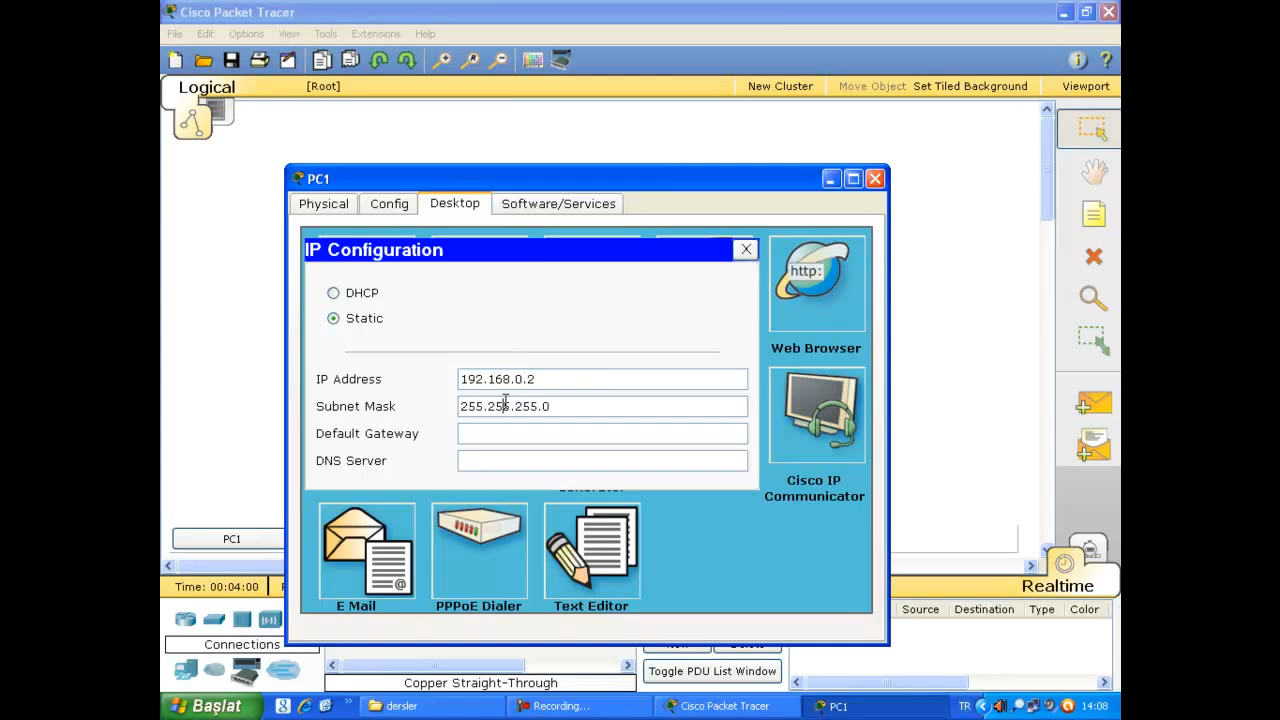 Cisco Packet Tracer
File Edit Options View Tools Extensions Help
Logical
[Root]
New Cluster
Move Object
Set Tiled Background
Viewport
PC1
Physical
Config
Desktop
Software/Services
IP Configuration
X
http:
DHCP
Static
Web Browser
IP Address
192.168.0.2
Subnet Mask
255.255.255.0
Default Gateway
DNS Server
Cisco IP
Communicator
PC1
@
E Mail
PPPoE Dialer
Text Editor
Time: 00:04:00
Realtime
Source
Destination
Type
Color
Connections
Toggle PDU List Window
Copper Straight-Through
Başlat
dersler
Recording...
Cisco Packet Tracer
PC1
TR
14:08